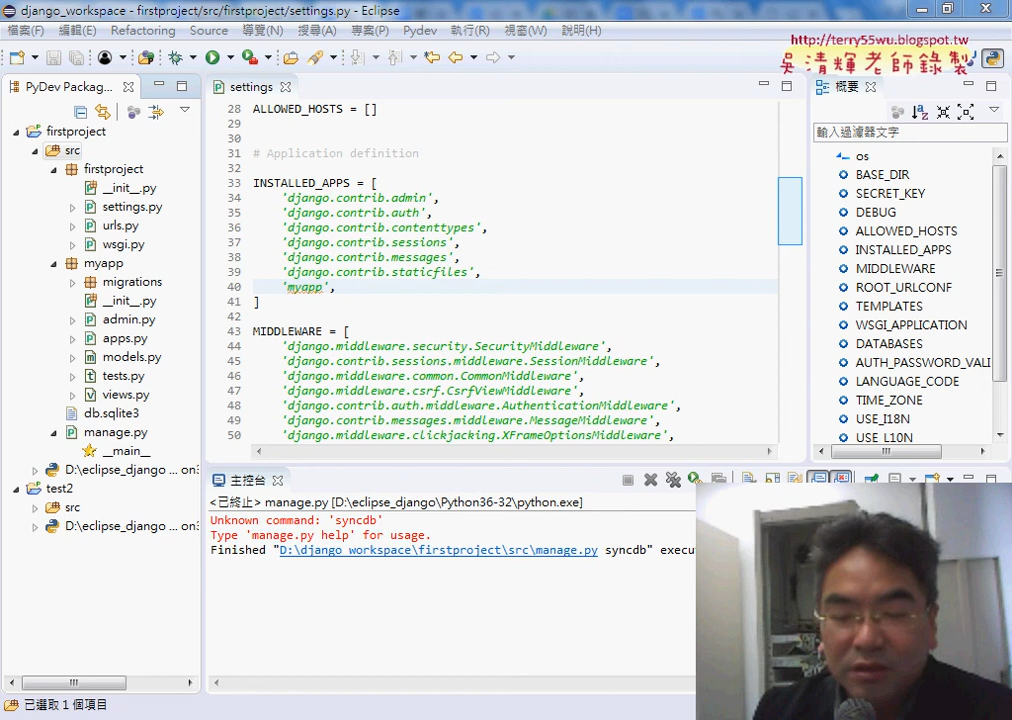 django_workspace - firstproject/src/firstproject/settings.py - Eclipse
檔案(F) 編輯(E) Refactoring Source 導覽(N) 搜尋(A) 專案(P) Pydev 執行(R) 視窗(W) 說明(H)
http://terry55wu.blogspot.tw
吳清輝老師錄製
PyDev Packag...
firstproject
src
firstproject
__init__.py
settings.py
urls.py
wsgi.py
myapp
migrations
__init__.py
admin.py
apps.py
models.py
tests.py
views.py
db.sqlite3
manage.py
__main__
D:\eclipse_django ... on3
test2
src
D:\eclipse_django ... on3
settings
28 ALLOWED_HOSTS = []
29
30
31 # Application definition
32
33 INSTALLED_APPS = [
34 'django.contrib.admin',
35 'django.contrib.auth',
36 'django.contrib.contenttypes',
37 'django.contrib.sessions',
38 'django.contrib.messages',
39 'django.contrib.staticfiles',
40 'myapp',
41 ]
42
43 MIDDLEWARE = [
44 'django.middleware.security.SecurityMiddleware',
45 'django.contrib.sessions.middleware.SessionMiddleware',
46 'django.middleware.common.CommonMiddleware',
47 'django.middleware.csrf.CsrfViewMiddleware',
48 'django.contrib.auth.middleware.AuthenticationMiddleware',
49 'django.contrib.messages.middleware.MessageMiddleware',
50 'django.middleware.clickjacking.XFrameOptionsMiddleware',
概要
輸入過濾器文字
os
BASE_DIR
SECRET_KEY
DEBUG
ALLOWED_HOSTS
INSTALLED_APPS
MIDDLEWARE
ROOT_URLCONF
TEMPLATES
WSGI_APPLICATION
DATABASES
AUTH_PASSWORD_VALI
LANGUAGE_CODE
TIME_ZONE
USE_I18N
USE_L10N
主控台
<已終止> manage.py [D:\eclipse_django\Python36-32\python.exe]
Unknown command: 'syncdb'
Type 'manage.py help' for usage.
Finished "D:\django_workspace\firstproject\src\manage.py syncdb" execu
已選取 1 個項目